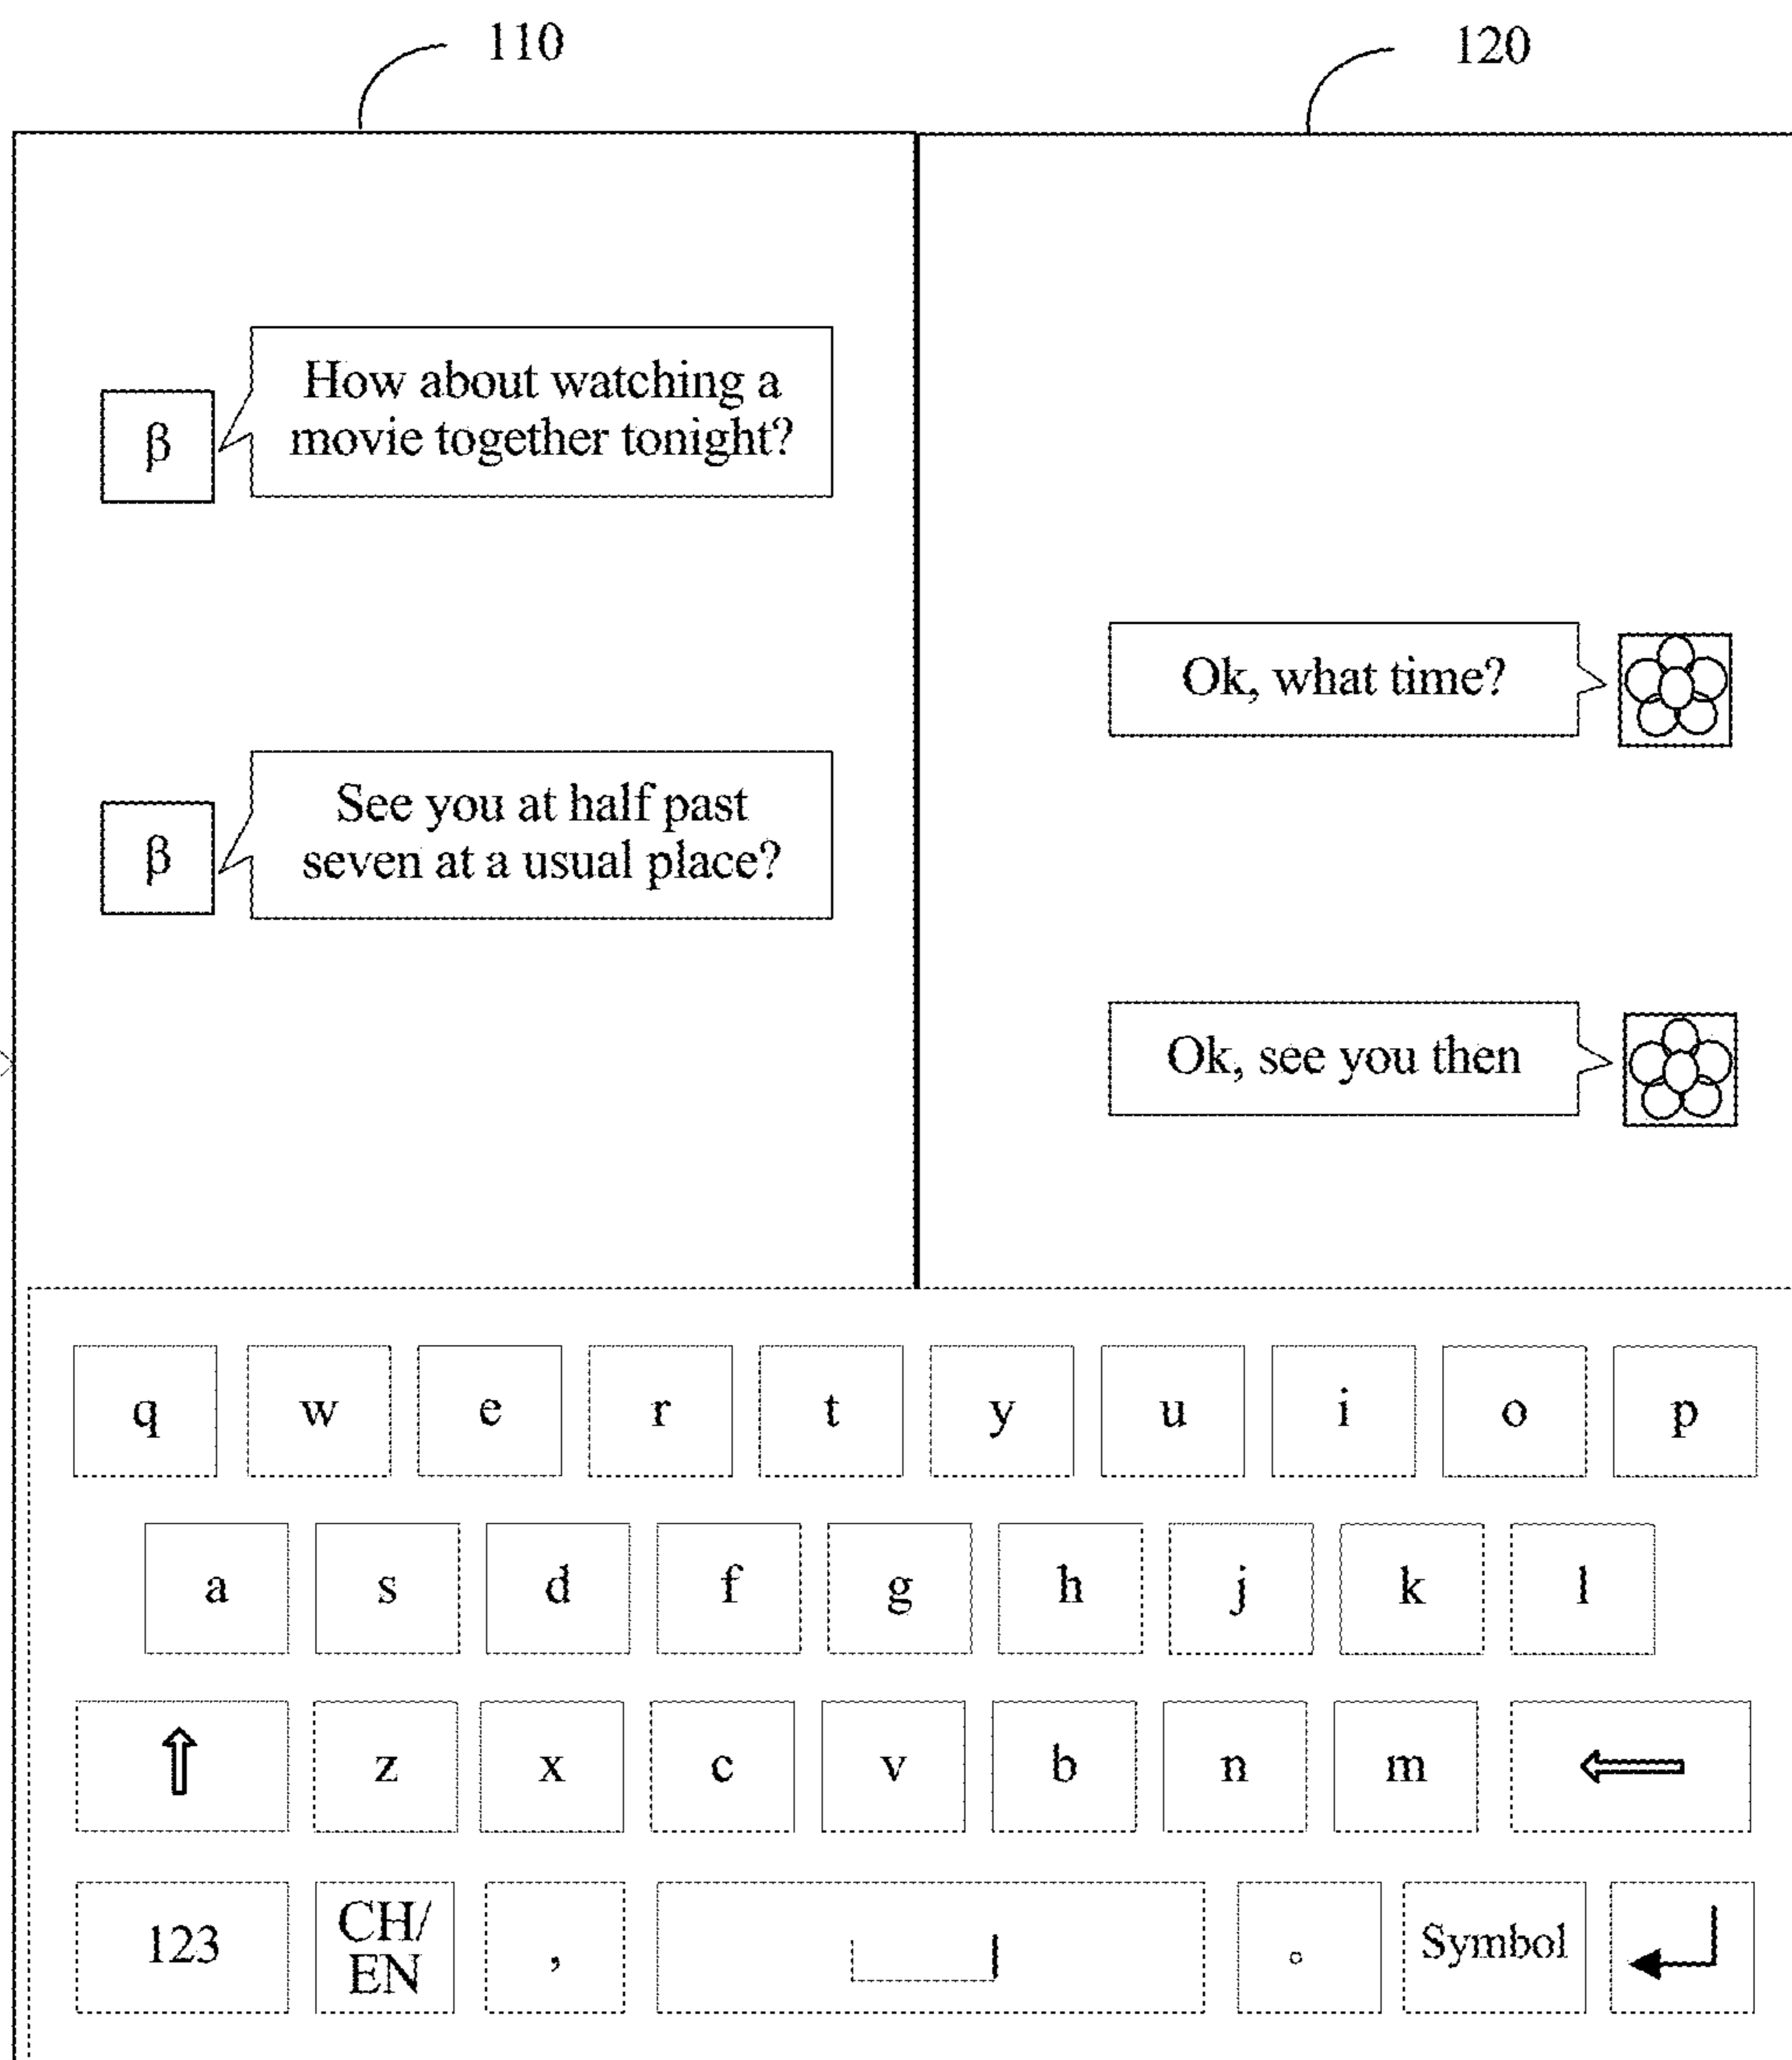 110
120
How about watching a
movie together tonight?
β
Ok, what time?
See you at half past
seven at a usual place?
β
Ok, see you then
q w e r t y u i o p
a s d f g h j k l
z x c v b n m
123 CH/ , 。 Symbol
EN